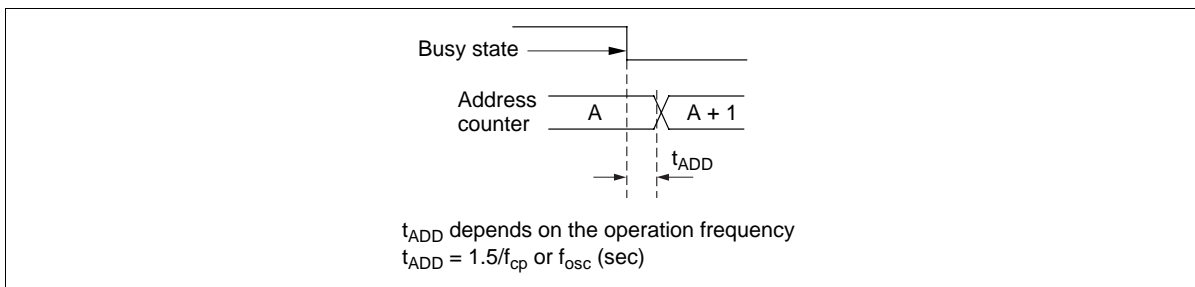 Busy state
Address
counter
A
A + 1
tADD
tADD depends on the operation frequency
tADD = 1.5/fcp or fosc (sec)